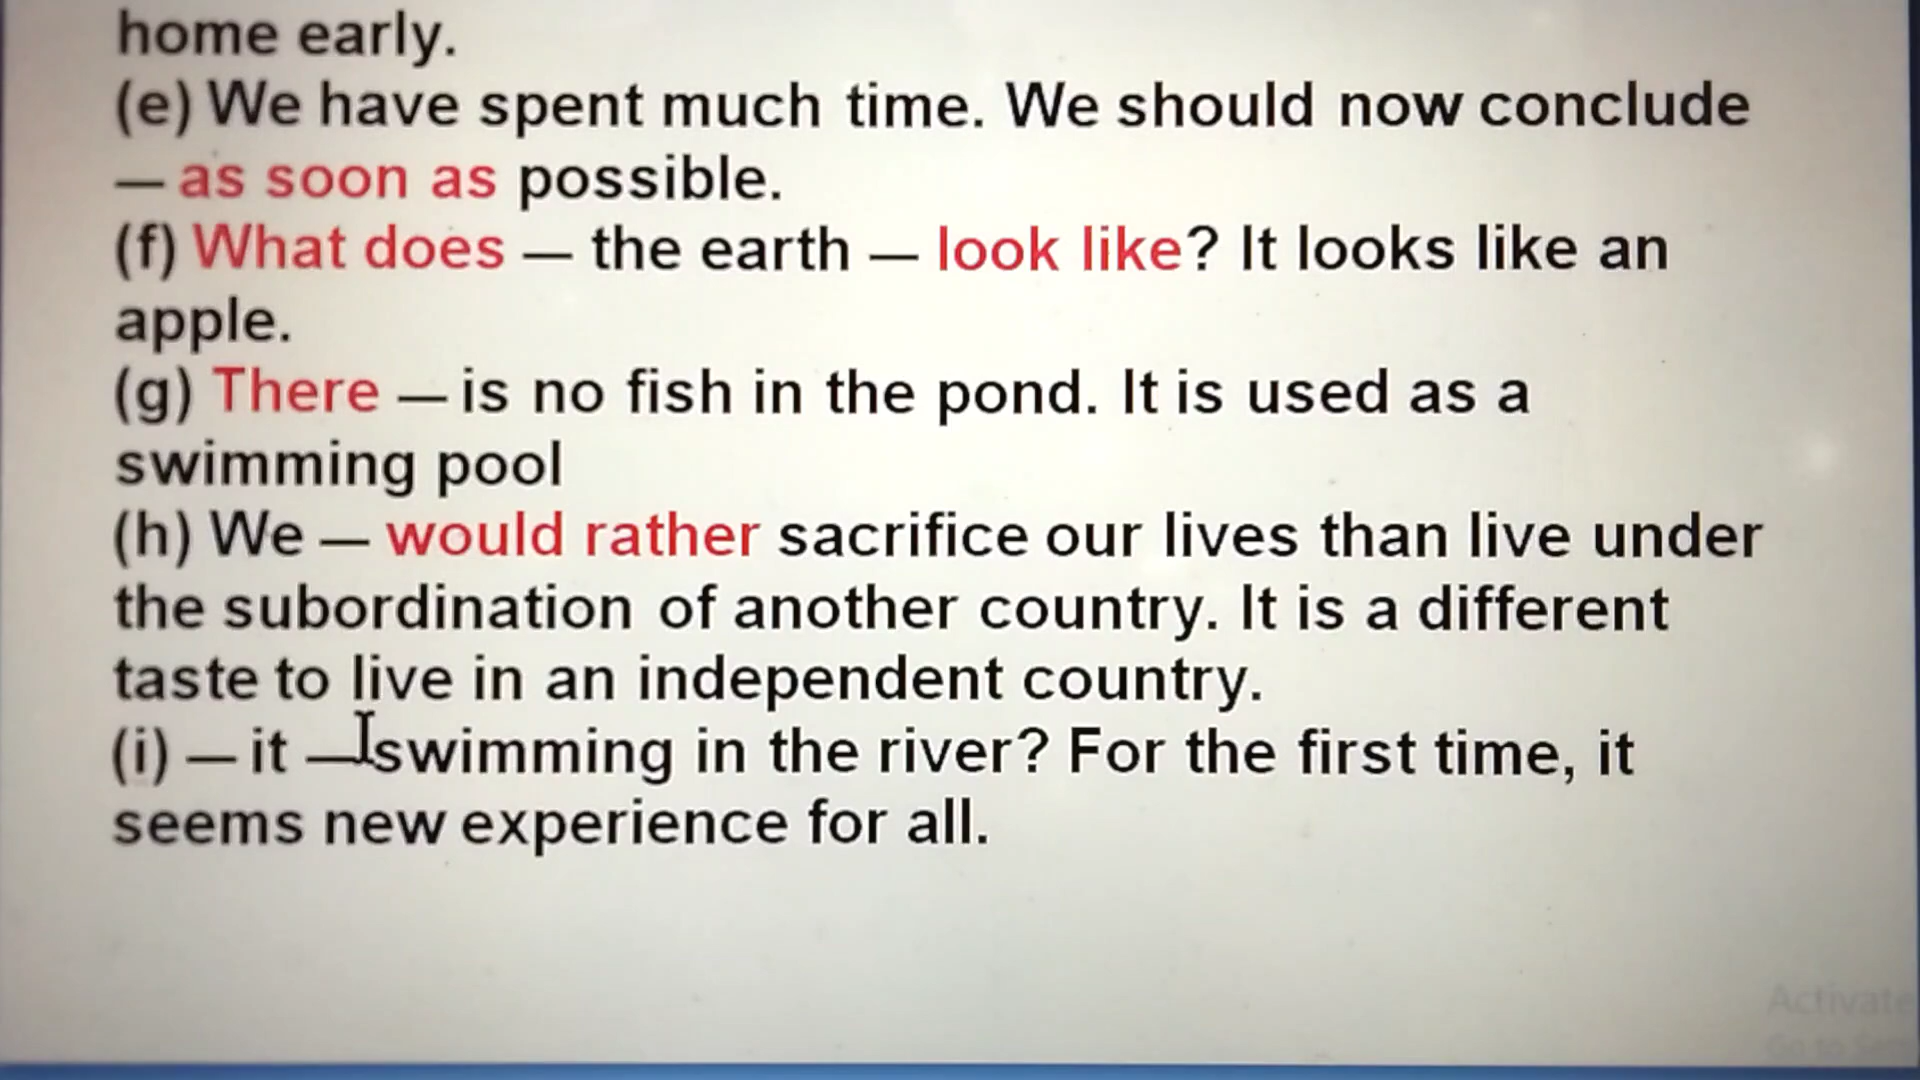 home early.
(e) We have spent much time. We should now conclude
— as soon as possible.
(f) What does — the earth — look like? It looks like an
apple.
(g) There — is no fish in the pond. It is used as a
swimming pool
(h) We — would rather sacrifice our lives than live under
the subordination of another country. It is a different
taste to live in an independent country.
(i) — it — swimming in the river? For the first time, it
seems new experience for all.
Activate
Go to Sett